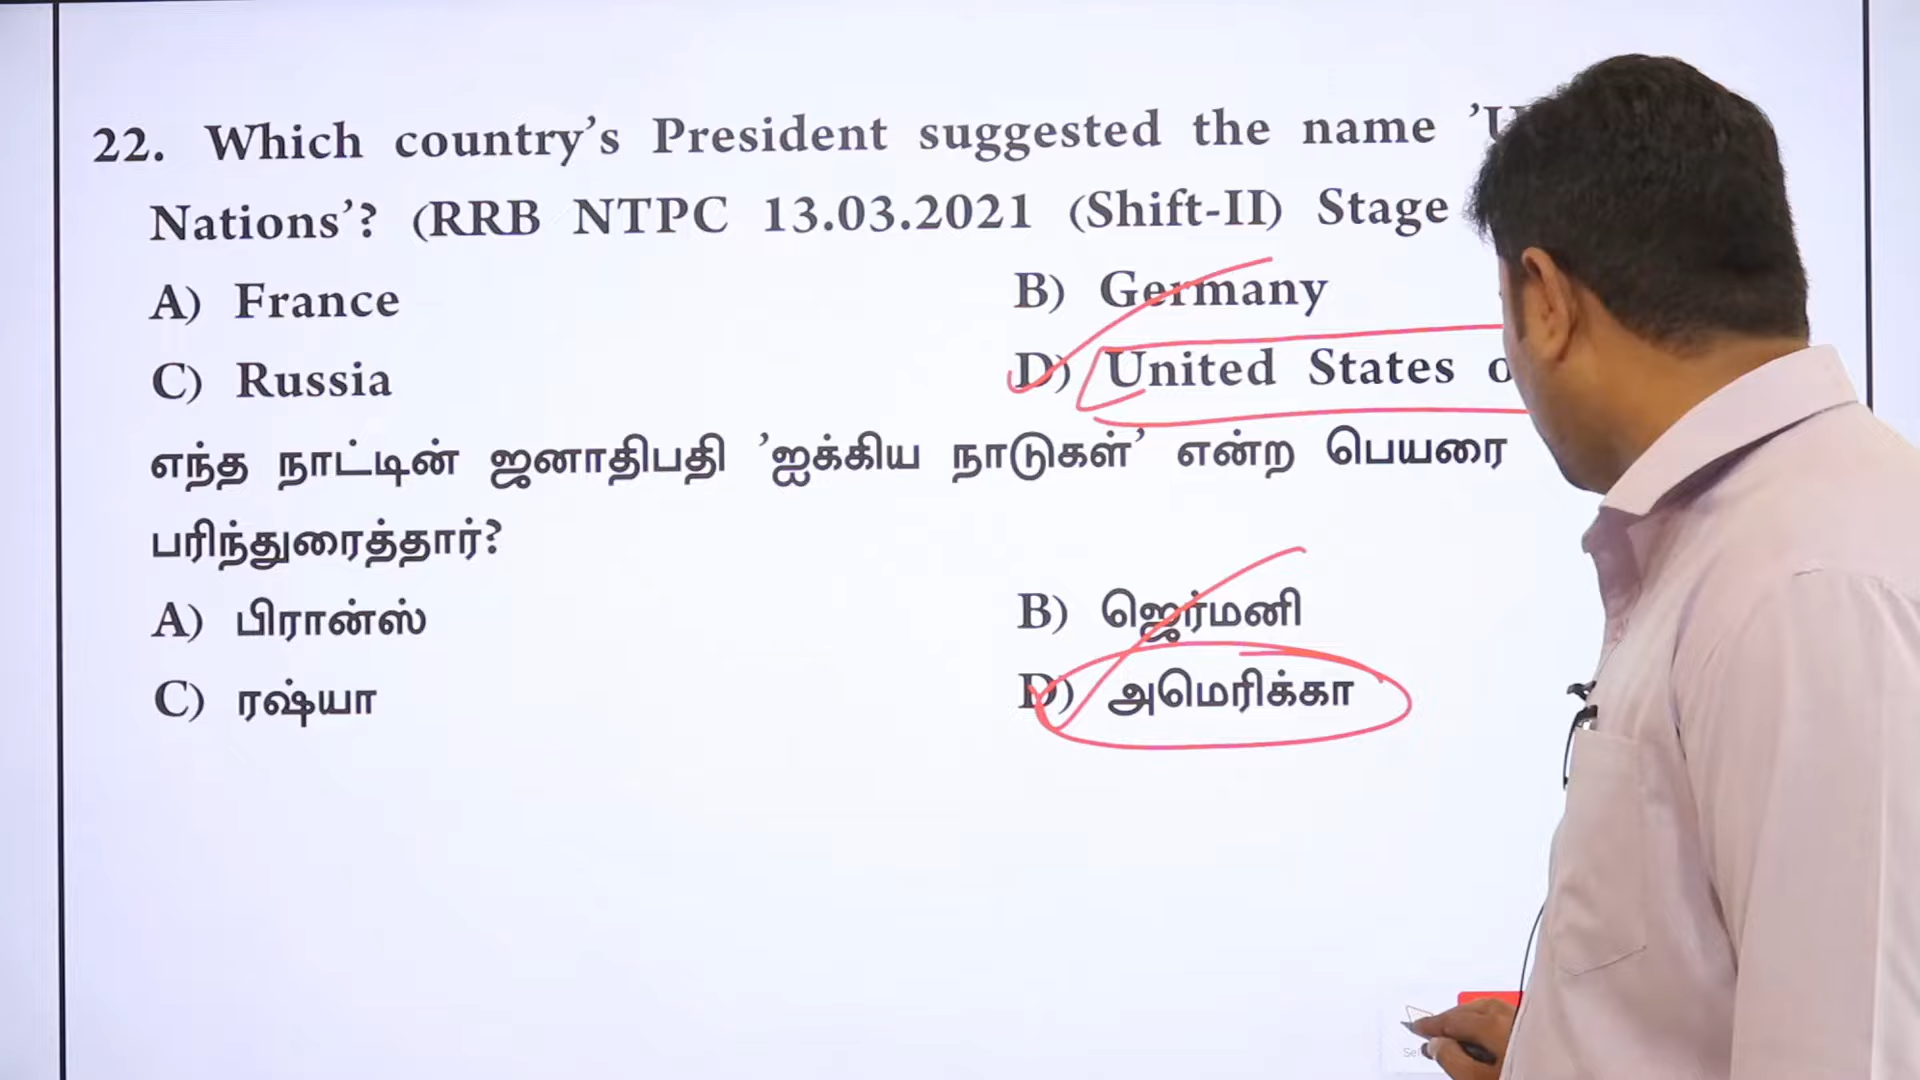 22. Which country's President suggested the name
Nations'? (RRB NTPC 13.03.2021 (Shift-II) Stage
A) France
B) Germany
C) Russia
D) United States
எந்த நாட்டின் ஜனாதிபதி 'ஐக்கிய நாடுகள்' என்ற பெயரை
பரிந்துரைத்தார்?
A) பிரான்ஸ்
B) ஜெர்மனி
C) ரஷ்யா
D) அமெரிக்கா